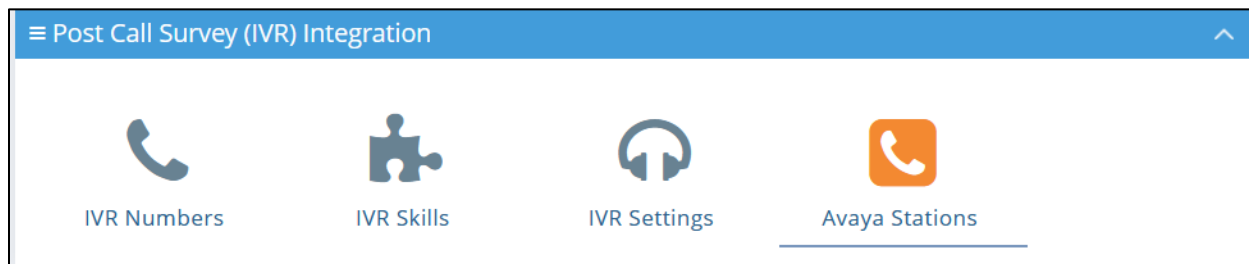 Post Call Survey (IVR) Integration
IVR Numbers
IVR Skills
IVR Settings
Avaya Stations